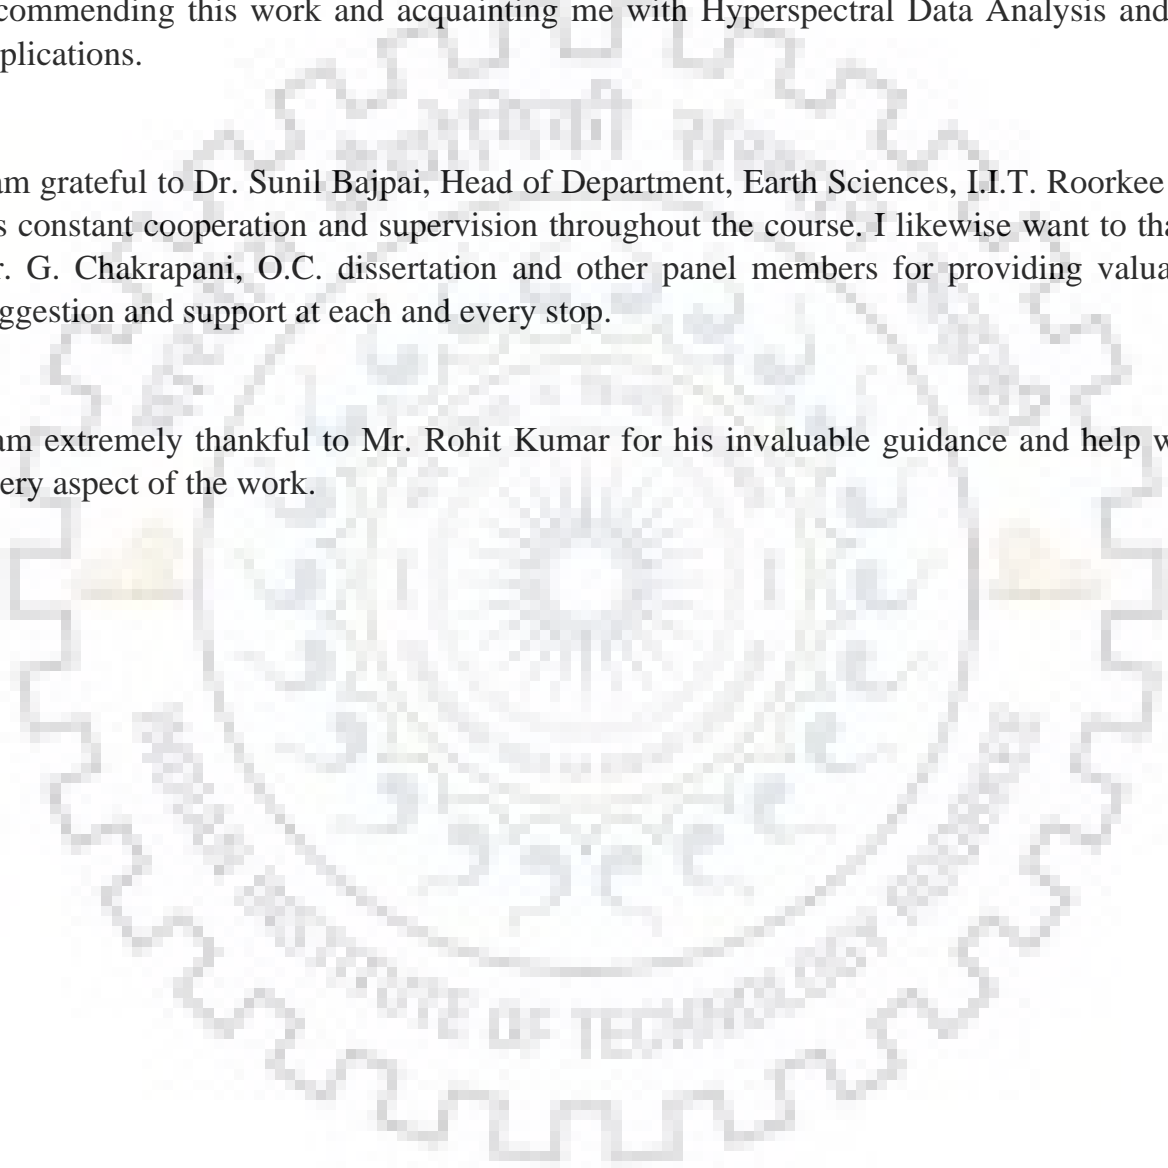 commending this work and acquainting me with Hyperspectral Data Analysis and
plications.
am grateful to Dr. Sunil Bajpai, Head of Department, Earth Sciences, I.I.T. Roorkee
s constant cooperation and supervision throughout the course. I likewise want to tha
r. G. Chakrapani, O.C. dissertation and other panel members for providing valua
ggestion and support at each and every stop.
am extremely thankful to Mr. Rohit Kumar for his invaluable guidance and help w
ery aspect of the work.
INSTITUTE OF TECHNOLOGY ROORKEE